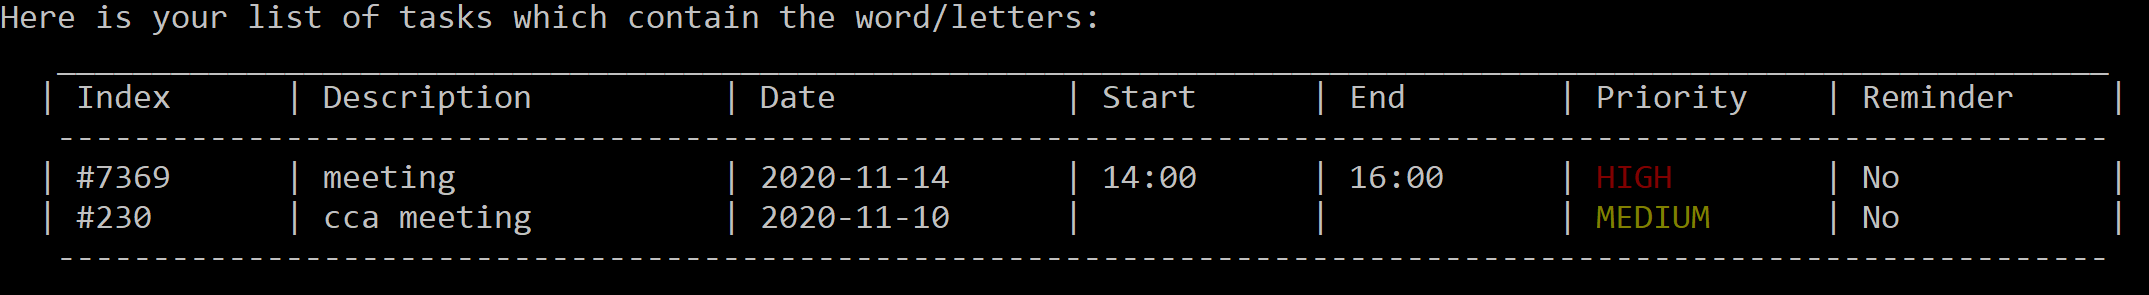 Here is your list of tasks which contain the word/letters:
| Index | Description | Date | Start | End | Priority | Reminder |
| #7369 | meeting | 2020-11-14 | 14:00 | 16:00 | HIGH | No |
| #230 | cca meeting | 2020-11-10 | | | MEDIUM | No |